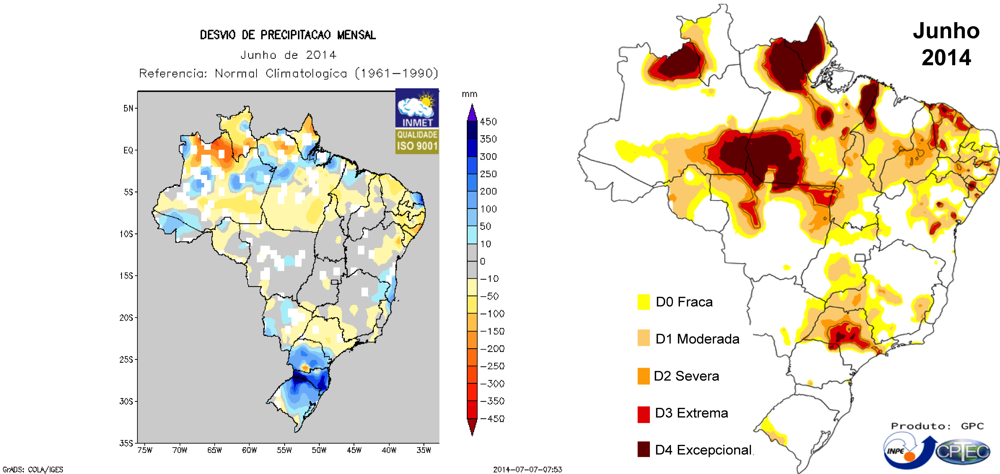 DESVIO DE PRECIPITACAO MENSAL
Junho de 2014
Referencia: Normal Climatologica (1961-1990)
INMET
QUALIDADE
ISO 9001
5N
EQ
5S
10S
15S
20S
25S
30S
35S
75W
70W
65W
60W
55W
50W
45W
40W
35W
mm
450
350
300
250
200
100
50
10
0
-10
-50
-100
-150
-200
-250
-300
-350
-450
GrADS: COLA/IGES
2014-07-07-07:53
Junho
2014
D0 Fraca
D1 Moderada
D2 Severa
D3 Extrema
D4 Excepcional
Produto: GPC
INPE
CPTEC